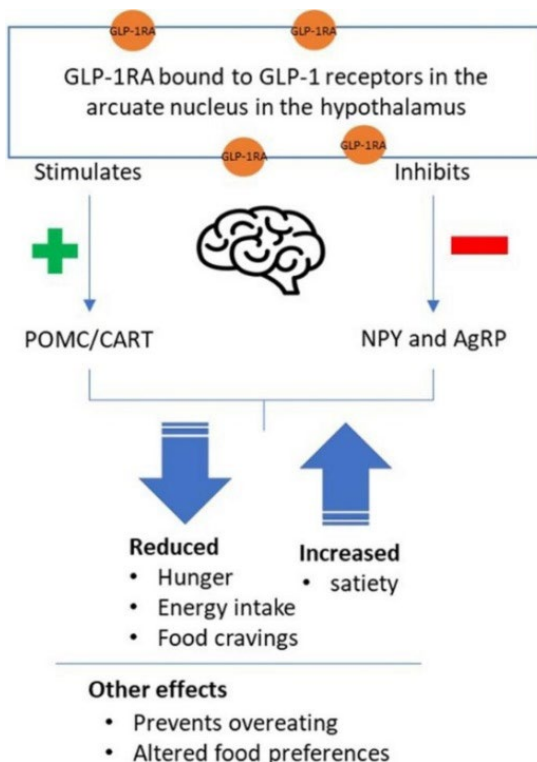 GLP-1RA
GLP-1RA
GLP-1RA bound to GLP-1 receptors in the
arcuate nucleus in the hypothalamus
GLP-1RA
GLP-1RA
Stimulates
Inhibits
POMC/CART
NPY and AgRP
Reduced
• Hunger
• Energy intake
• Food cravings
Increased
• satiety
Other effects
• Prevents overeating
• Altered food preferences